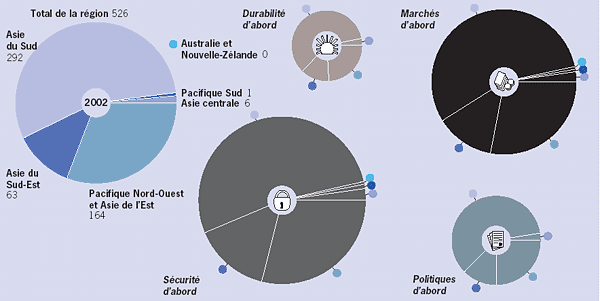 Total de la région 526
Asie
du Sud
292
Australie et
Nouvelle-Zélande 0
2002
Pacifique Sud 1
Asie centrale 6
Asie du
Sud-Est
63
Pacifique Nord-Ouest
et Asie de l'Est
164
Durabilité
d'abord
Marchés
d'abord
Sécurité
d'abord
Politiques
d'abord